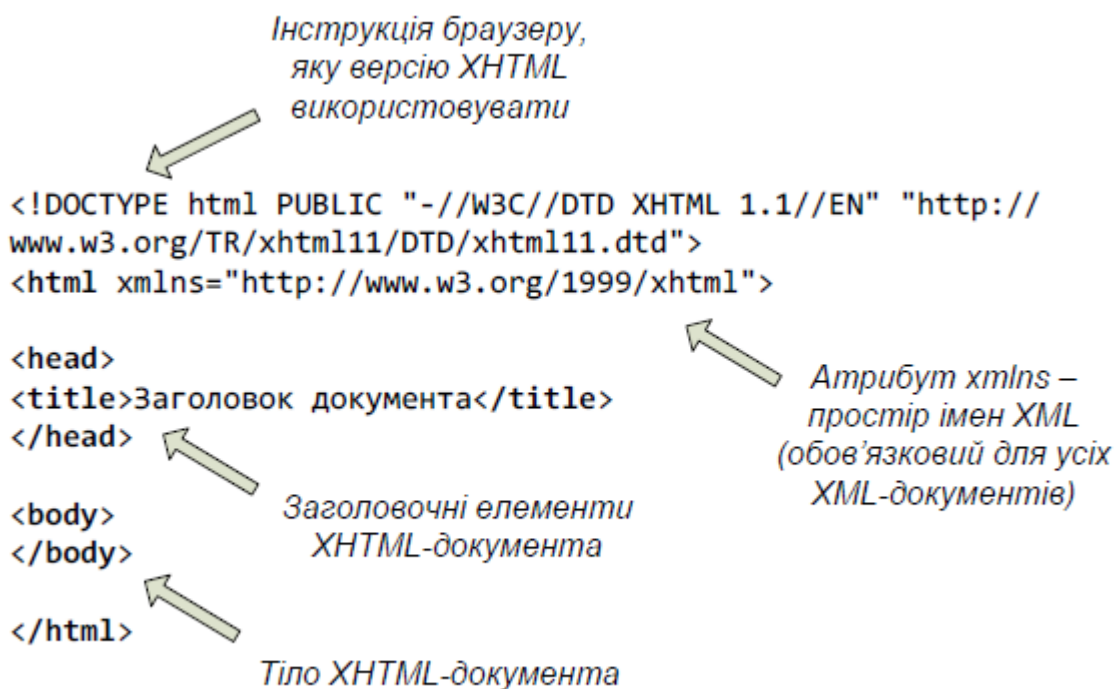 Інструкція браузеру,
яку версію XHTML
використовувати
<!DOCTYPE html PUBLIC "-//W3C//DTD XHTML 1.1//EN" "http://
www.w3.org/TR/xhtml11/DTD/xhtml11.dtd">
<html xmlns="http://www.w3.org/1999/xhtml">
<head>
<title>Заголовок документа</title>
</head>
Атрибут xmlns –
простір імен XML
(обов’язковий для усіх
XML-документів)
<body>
</body>
Заголовочні елементи
XHTML-документа
</html>
Тіло XHTML-документа